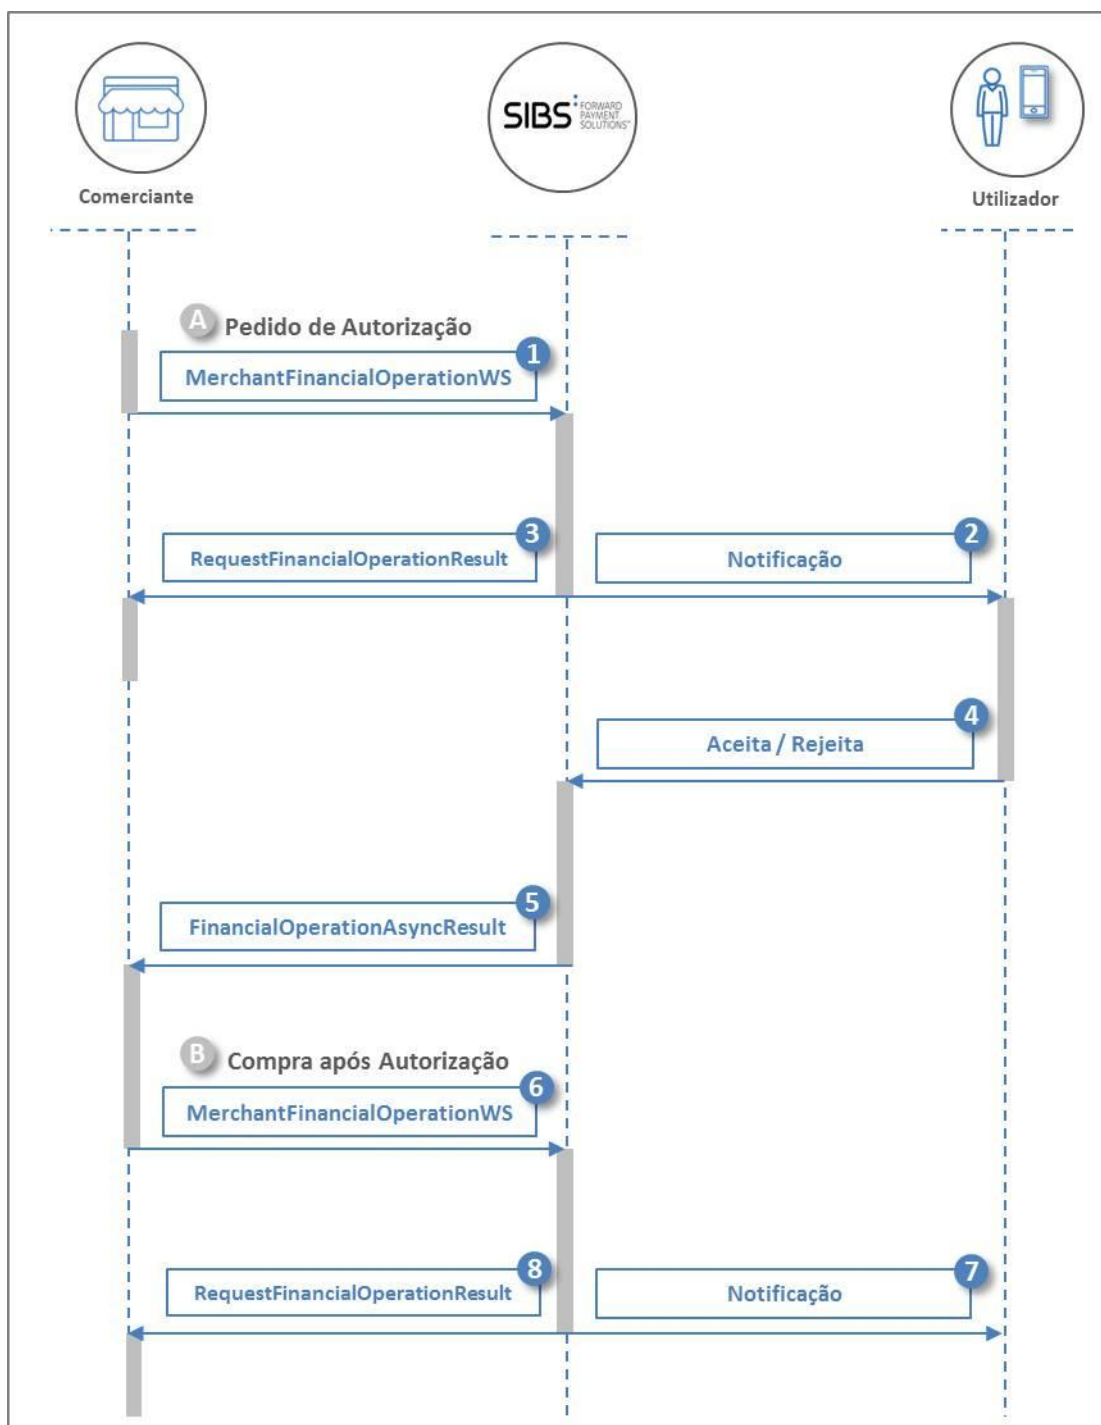 SIBS FORWARD
PAYMENT
SOLUTIONS™
Comerciante
Utilizador
A Pedido de Autorização
1
MerchantFinancialOperationWS
3
RequestFinancialOperationResult
2
Notificação
4
Aceita / Rejeita
5
FinancialOperationAsyncResult
B Compra após Autorização
6
MerchantFinancialOperationWS
8
RequestFinancialOperationResult
7
Notificação